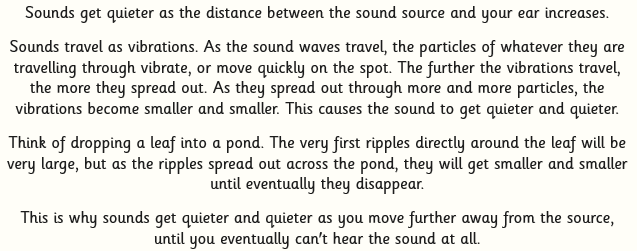 Sounds get quieter as the distance between the sound source and your ear increases.
Sounds travel as vibrations. As the sound waves travel, the particles of whatever they are
travelling through vibrate, or move quickly on the spot. The further the vibrations travel,
the more they spread out. As they spread out through more and more particles, the
vibrations become smaller and smaller. This causes the sound to get quieter and quieter.
Think of dropping a leaf into a pond. The very first ripples directly around the leaf will be
very large, but as the ripples spread out across the pond, they will get smaller and smaller
until eventually they disappear.
This is why sounds get quieter and quieter as you move further away from the source,
until you eventually can't hear the sound at all.